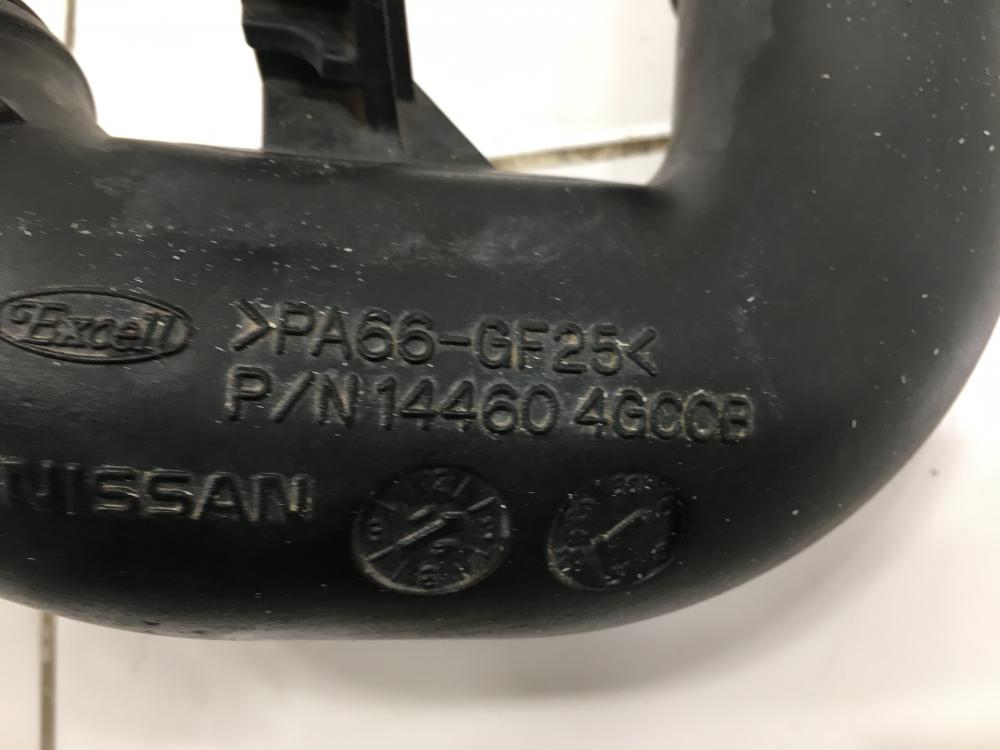 Excell
>PA66-GF25<
P/N 14460 4GC0B
NISSAN